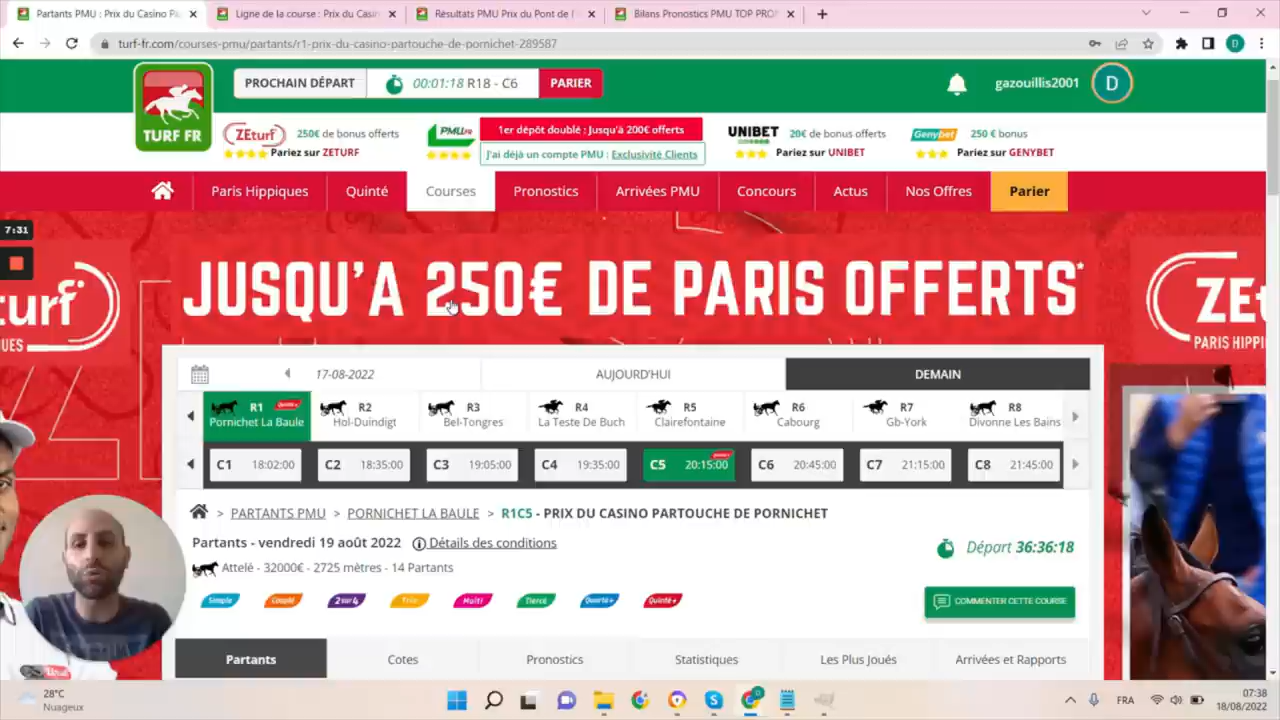 Partants PMU : Prix du Casino Pa
Ligne de la course : Prix du Casin
Résultats PMU Prix du Pont de l'
Bilans Pronostics PMU TOP PRO
turf-fr.com/courses-pmu/partants/r1-prix-du-casino-partouche-de-pornichet-289587
D
TURF FR
PROCHAIN DÉPART
00:01:18 R18 - C6
PARIER
gazouillis2001
D
ZEturf
250€ de bonus offerts
Pariez sur ZETURF
PMU.FR
1er dépôt doublé : Jusqu'à 200€ offerts
J'ai déjà un compte PMU : Exclusivité Clients
UNIBET
20€ de bonus offerts
Pariez sur UNIBET
Genybet
250 € bonus
Pariez sur GENYBET
Paris Hippiques
Quinté
Courses
Pronostics
Arrivées PMU
Concours
Actus
Nos Offres
Parier
7:31
JUSQU'A 250€ DE PARIS OFFERTS*
turf
UES
ZEt
PARIS HIPPI
17-08-2022
AUJOURD'HUI
DEMAIN
R1 Quinté+
Pornichet La Baule
R2
Hol-Duindigt
R3
Bel-Tongres
R4
La Teste De Buch
R5
Clairefontaine
R6
Cabourg
R7
Gb-York
R8
Divonne Les Bains
C1 18:02:00
C2 18:35:00
C3 19:05:00
C4 19:35:00
C5 20:15:00
C6 20:45:00
C7 21:15:00
C8 21:45:00
> PARTANTS PMU > PORNICHET LA BAULE > R1C5 - PRIX DU CASINO PARTOUCHE DE PORNICHET
Partants - vendredi 19 août 2022 Détails des conditions
Attelé - 32000€ - 2725 mètres - 14 Partants
Départ 36:36:18
Simple
Couplé
2sur4
Trio
Multi
Tiercé
Quarté+
Quinté+
COMMENTER CETTE COURSE
Partants
Cotes
Pronostics
Statistiques
Les Plus Joués
Arrivées et Rapports
28°C
Nuageux
FRA
07:38
18/08/2022